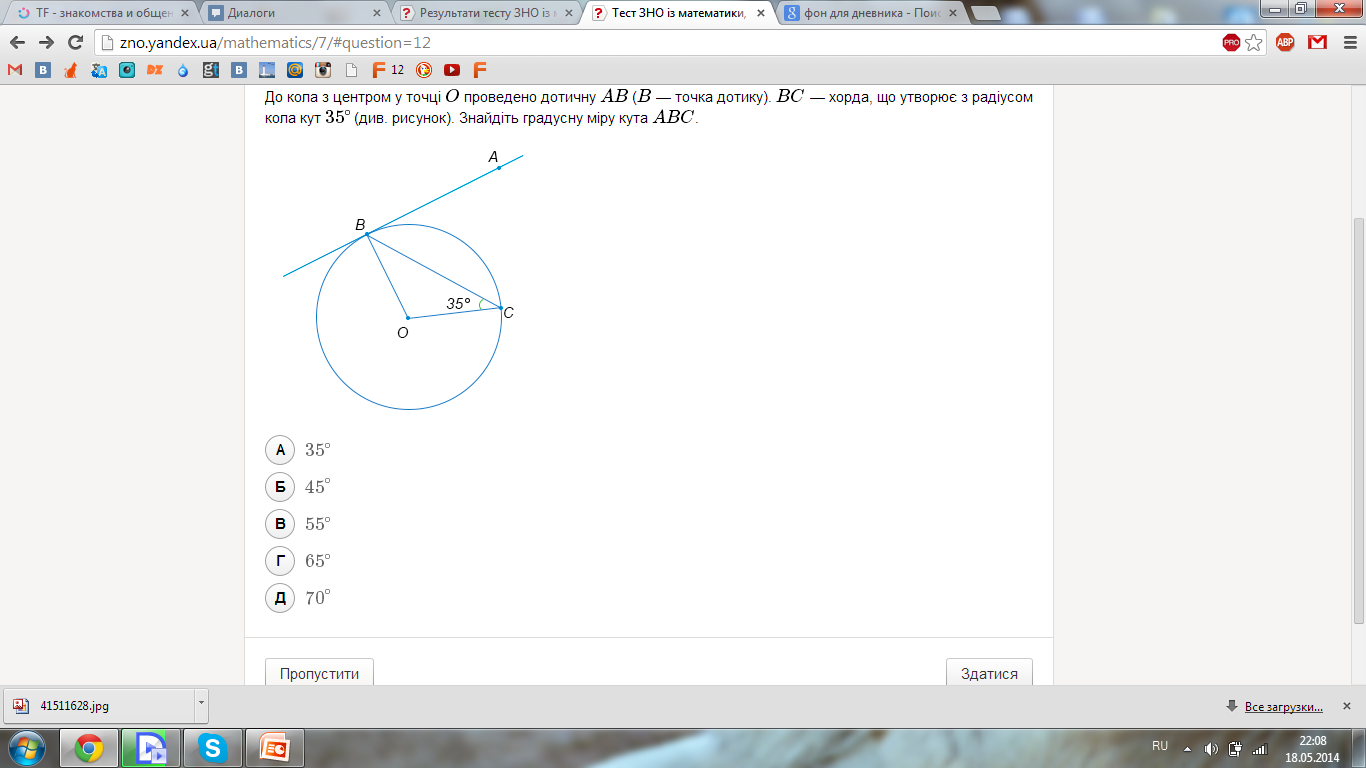 TF - знакомства и общен
Диалоги
Результати тесту ЗНО із м
Тест ЗНО із математики,
фон для дневника - Поис
zno.yandex.ua/mathematics/7/#question=12
PRO
ABP
12
До кола з центром у точці O проведено дотичну AB (B — точка дотику). BC — хорда, що утворює з радіусом
кола кут 35° (див. рисунок). Знайдіть градусну міру кута ABC.
A
B
35°
C
O
А 35°
Б 45°
В 55°
Г 65°
Д 70°
Пропустити
Здатися
41511628.jpg
Все загрузки...
RU
22:08
18.05.2014